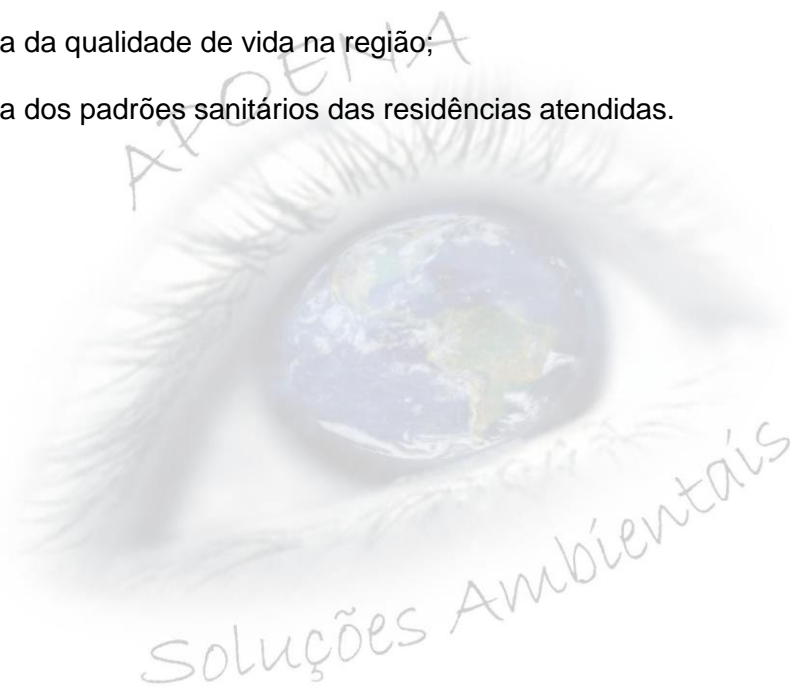 a da qualidade de vida na região;
APOENA
a dos padrões sanitários das residências atendidas.
Soluções Ambientais